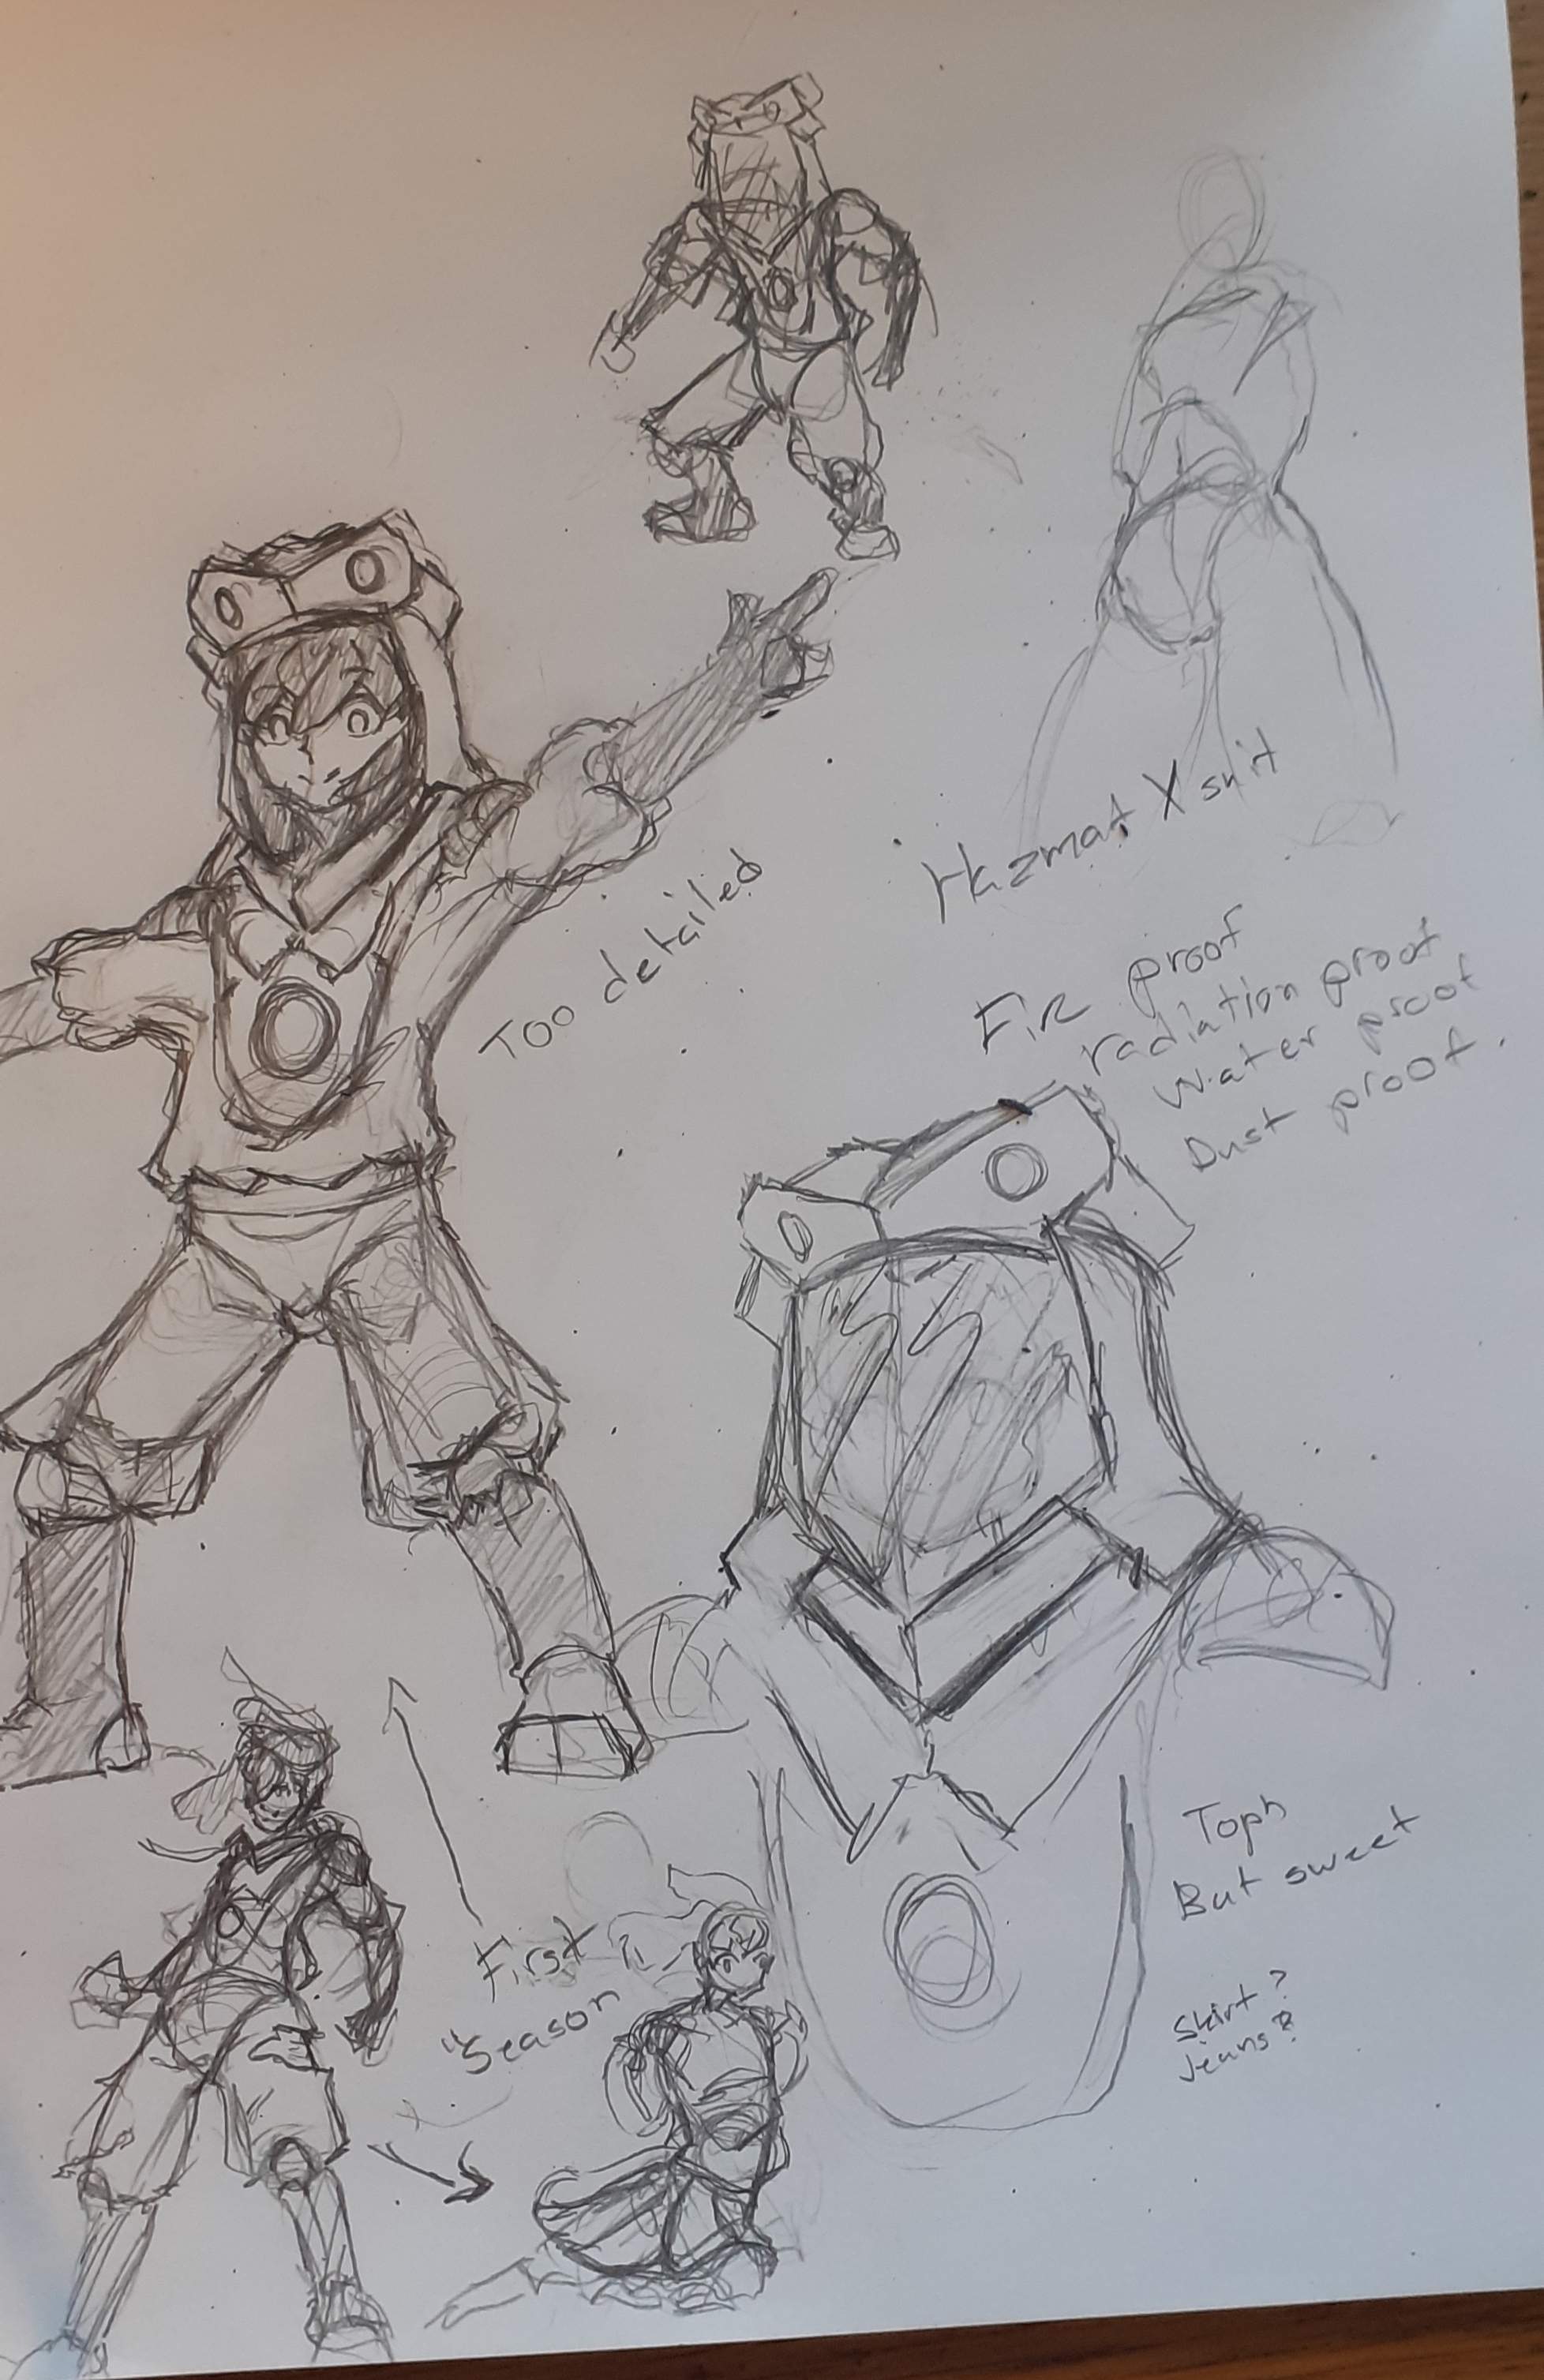 Too detailed
Hazmat X suit
Fir proof
radiation proof
water proof
Dust proof.
First
"Season
Toph
But sweet
Skirt?
Jeans?